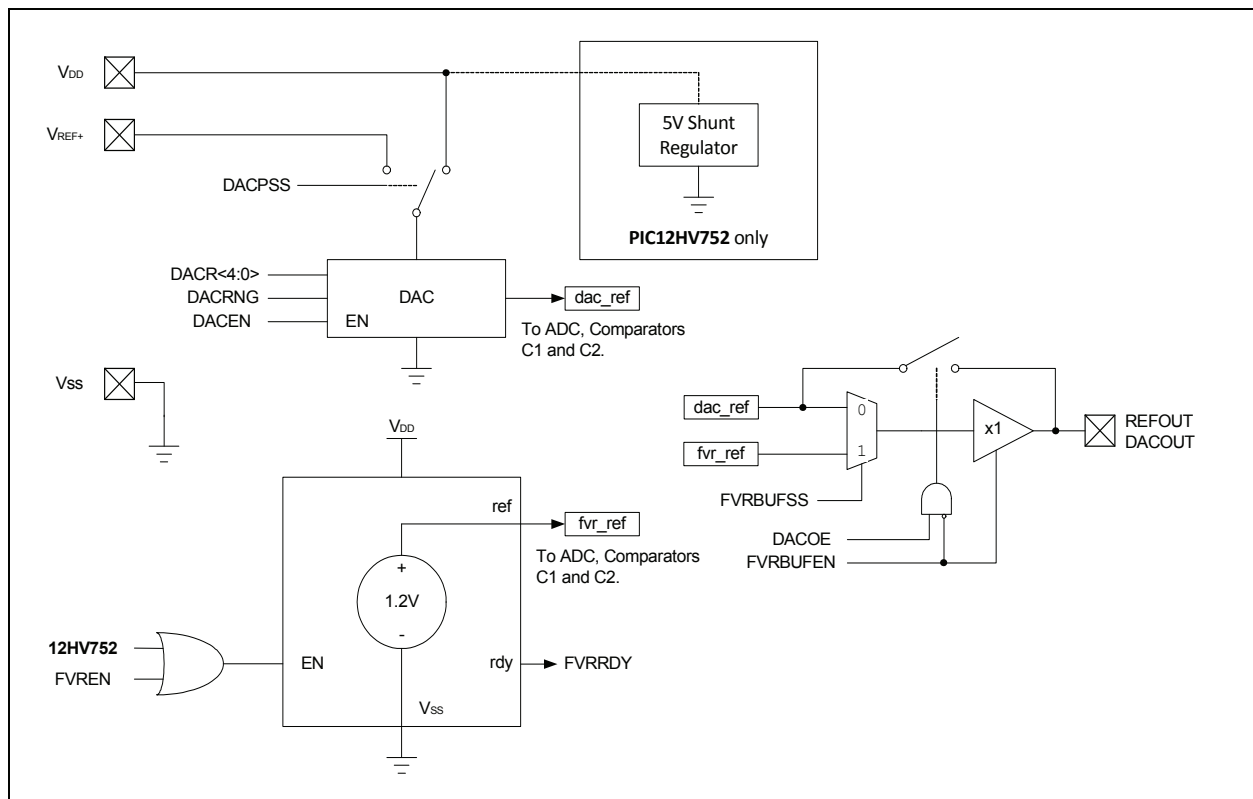 VDD
VREF+
5V Shunt
Regulator
PIC12HV752 only
DACPSS
DACR<4:0>
DACRNG
DACEN
EN
DAC
dac_ref
To ADC, Comparators
C1 and C2.
Vss
dac_ref
fvr_ref
0
1
x1
REFOUT
DACOUT
FVRBUFSS
DACOE
FVRBUFEN
VDD
ref
fvr_ref
To ADC, Comparators
C1 and C2.
+
1.2V
-
12HV752
FVREN
EN
rdy
FVRRDY
VSS